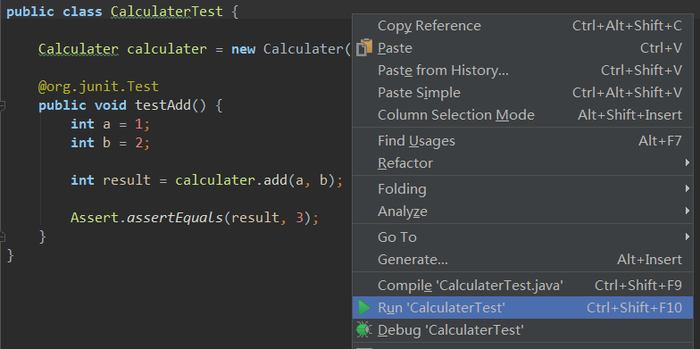 public class CalculaterTest {
Calculater calculater = new Calculater(
@org.junit.Test
public void testAdd() {
int a = 1;
int b = 2;
int result = calculater.add(a, b);
Assert.assertEquals(result, 3);
}
}
Copy Reference Ctrl+Alt+Shift+C
Paste Ctrl+V
Paste from History... Ctrl+Shift+V
Paste Simple Ctrl+Alt+Shift+V
Column Selection Mode Alt+Shift+Insert
Find Usages Alt+F7
Refactor
Folding
Analyze
Go To
Generate... Alt+Insert
Compile 'CalculaterTest.java' Ctrl+Shift+F9
Run 'CalculaterTest' Ctrl+Shift+F10
Debug 'CalculaterTest'